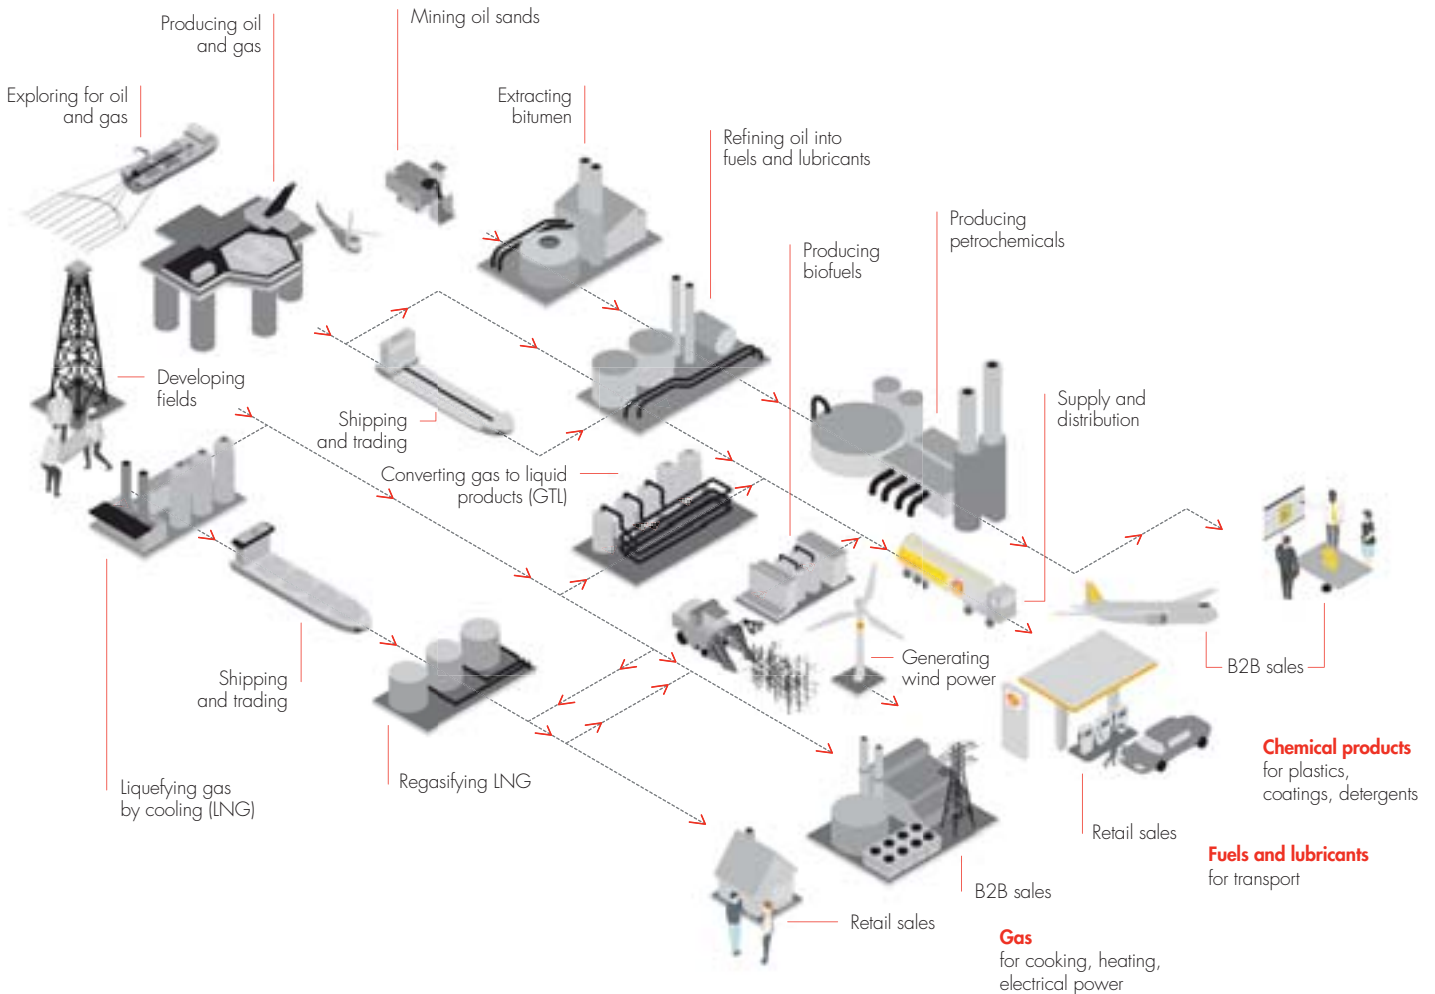 Producing oil
and gas
Mining oil sands
Exploring for oil
and gas
Extracting
bitumen
Refining oil into
fuels and lubricants
Producing
petrochemicals
Producing
biofuels
Developing
fields
Shipping
and trading
Supply and
distribution
Converting gas to liquid
products (GTL)
Generating
wind power
B2B sales
Shipping
and trading
Regasifying LNG
Liquefying gas
by cooling (LNG)
Chemical products
for plastics,
coatings, detergents
Retail sales
Fuels and lubricants
for transport
B2B sales
Retail sales
Gas
for cooking, heating,
electrical power